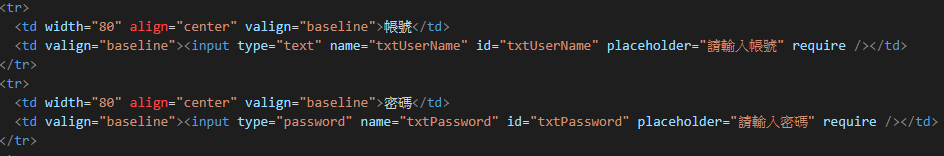 <tr>
<td width="80" align="center" valign="baseline">帳號</td>
<td valign="baseline"><input type="text" name="txtUserName" id="txtUserName" placeholder="請輸入帳號" require /></td>
</tr>
<tr>
<td width="80" align="center" valign="baseline">密碼</td>
<td valign="baseline"><input type="password" name="txtPassword" id="txtPassword" placeholder="請輸入密碼" require /></td>
</tr>